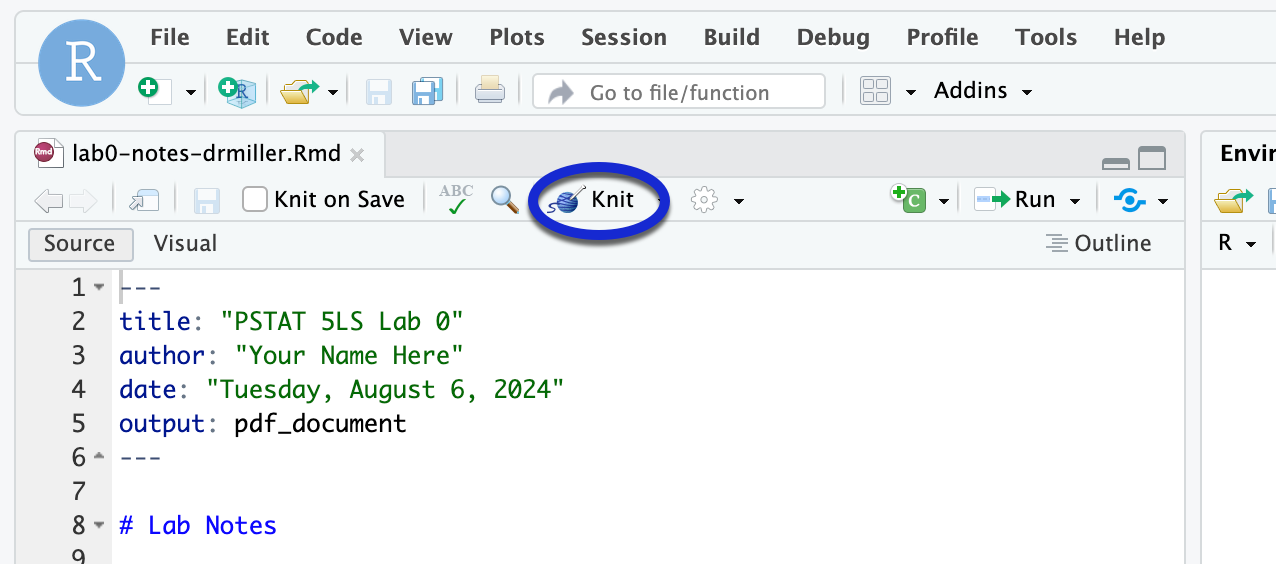 R File Edit Code View Plots Session Build Debug Profile Tools Help
R Go to file/function Addins
Rmd lab0-notes-drmiller.Rmd
Knit on Save ABC Knit C Run
Source Visual Outline
1 ---
2 title: "PSTAT 5LS Lab 0"
3 author: "Your Name Here"
4 date: "Tuesday, August 6, 2024"
5 output: pdf_document
6 ---
7
8 # Lab Notes
9
R